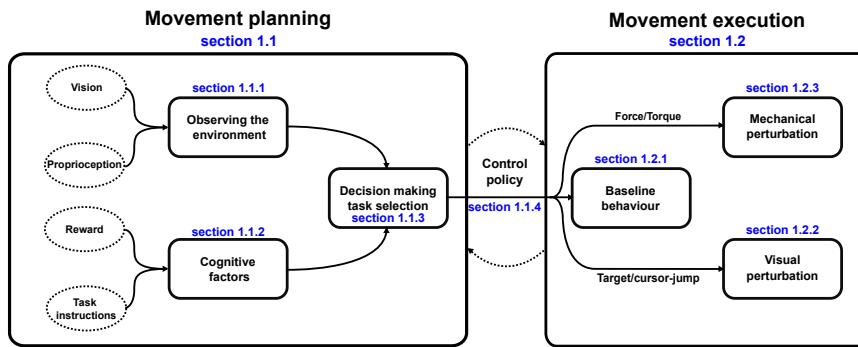 Movement planning
section 1.1
Vision
Proprioception
section 1.1.1
Observing the
environment
Reward
Task
instructions
section 1.1.2
Cognitive
factors
Decision making
task selection
section 1.1.3
Control
policy
section 1.1.4
Movement execution
section 1.2
Force/Torque
section 1.2.3
Mechanical
perturbation
section 1.2.1
Baseline
behaviour
Target/cursor-jump
section 1.2.2
Visual
perturbation